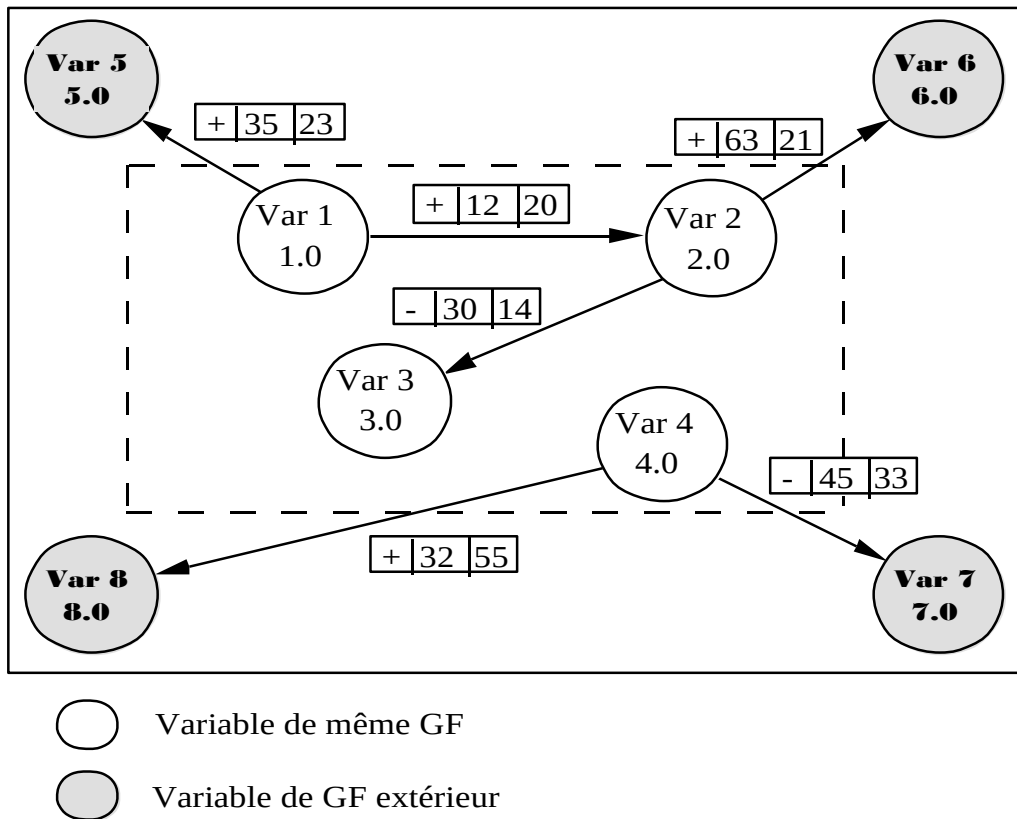 Var 5
5.0
Var 6
6.0
+ 35 23
+ 63 21
+ 12 20
Var 1
1.0
Var 2
2.0
- 30 14
Var 3
3.0
Var 4
4.0
- 45 33
+ 32 55
Var 8
8.0
Var 7
7.0
Variable de même GF
Variable de GF extérieur